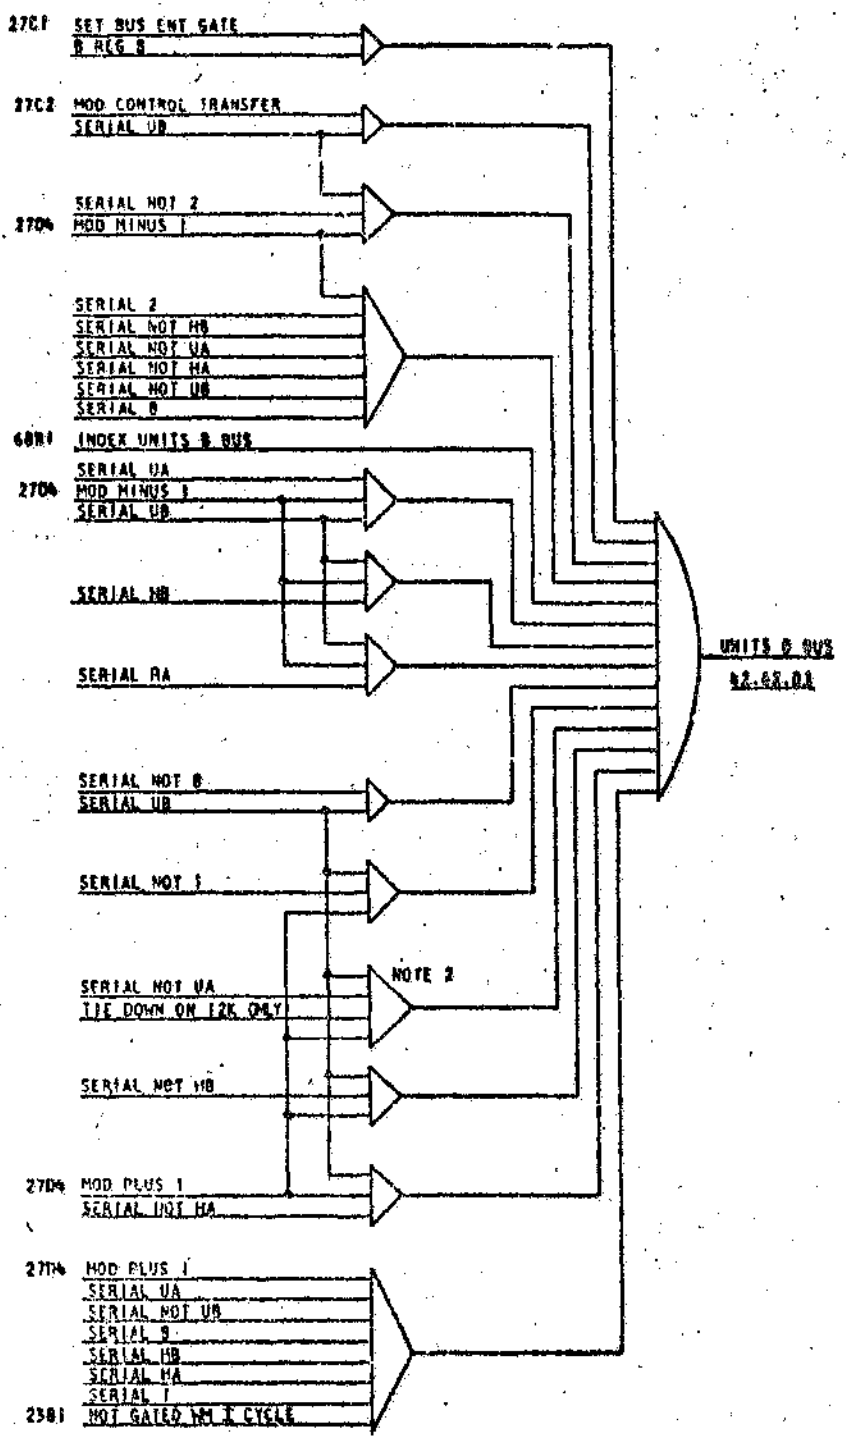 27C1 SET BUS ENT GATE
B REG B
27C2 MOD CONTROL TRANSFER
SERIAL UB
SERIAL NOT 2
27D4 MOD MINUS 1
SERIAL 2
SERIAL NOT HB
SERIAL NOT UA
SERIAL NOT HA
SERIAL NOT UB
SERIAL 8
68B1 INDEX UNITS B BUS
SERIAL UA
27D4 MOD MINUS 1
SERIAL UB
SERIAL HB
SERIAL HA
UNITS B BUS
SERIAL NOT 8
SERIAL UB
SERIAL NOT 1
NOTE 2
SERIAL NOT UA
TIE DOWN ON 12K ONLY
SERIAL NOT HB
27D4 MOD PLUS 1
SERIAL NOT HA
27D4 MOD PLUS 1
SERIAL UA
SERIAL NOT UB
SERIAL 8
SERIAL HB
SERIAL HA
SERIAL 1
23B1 NOT GATED WM I CYCLE